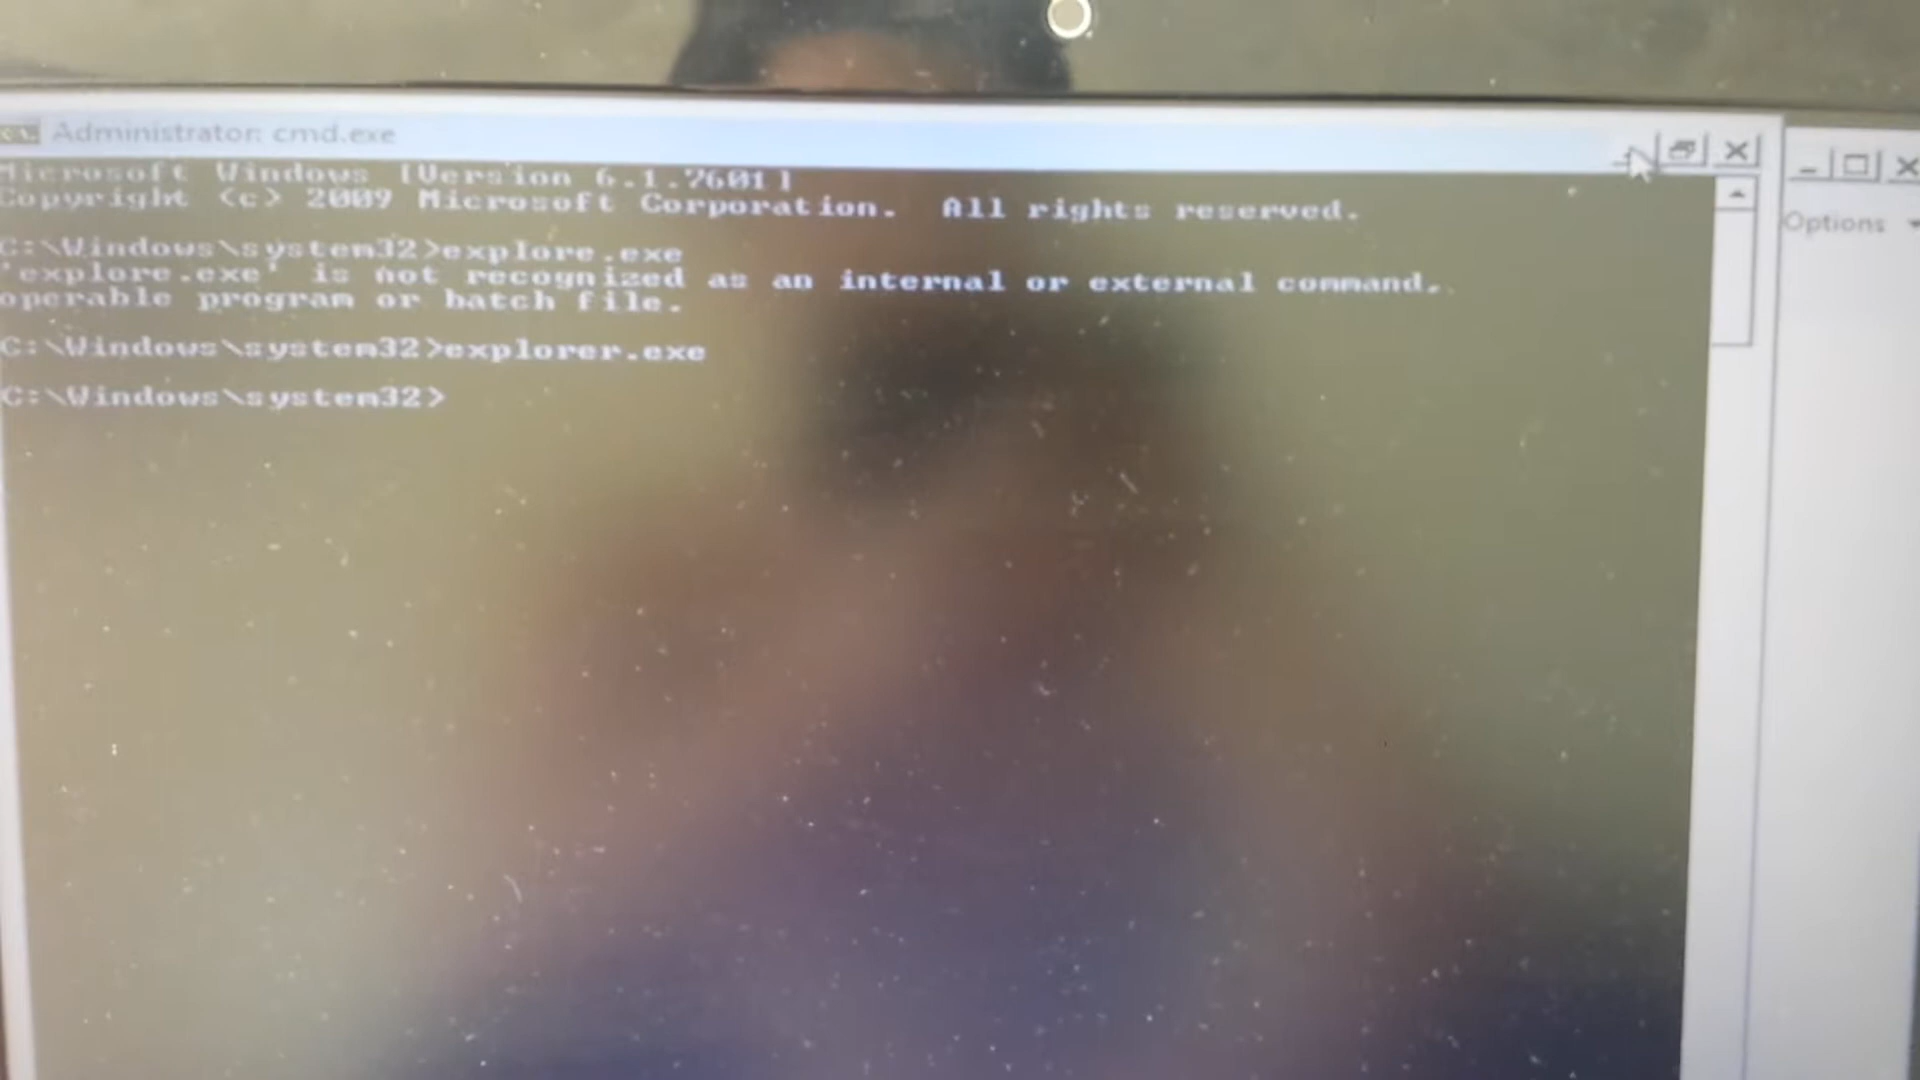 Administrator: cmd.exe
Microsoft Windows [Version 6.1.7601]
Copyright <c> 2009 Microsoft Corporation.  All rights reserved.
C:\Windows\system32>explore.exe
'explore.exe' is not recognized as an internal or external command,
operable program or batch file.
C:\Windows\system32>explorer.exe
C:\Windows\system32>
Options